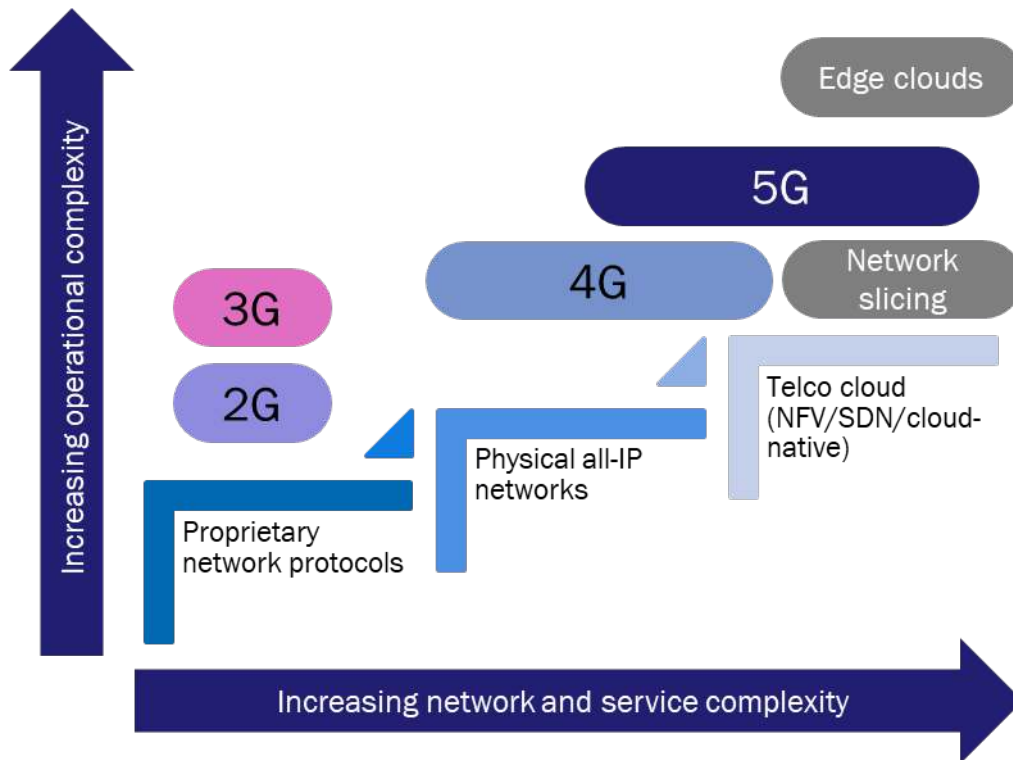 Increasing operational complexity
Edge clouds
5G
4G
Network
slicing
3G
2G
Telco cloud
(NFV/SDN/cloud-
native)
Physical all-IP
networks
Proprietary
network protocols
Increasing network and service complexity